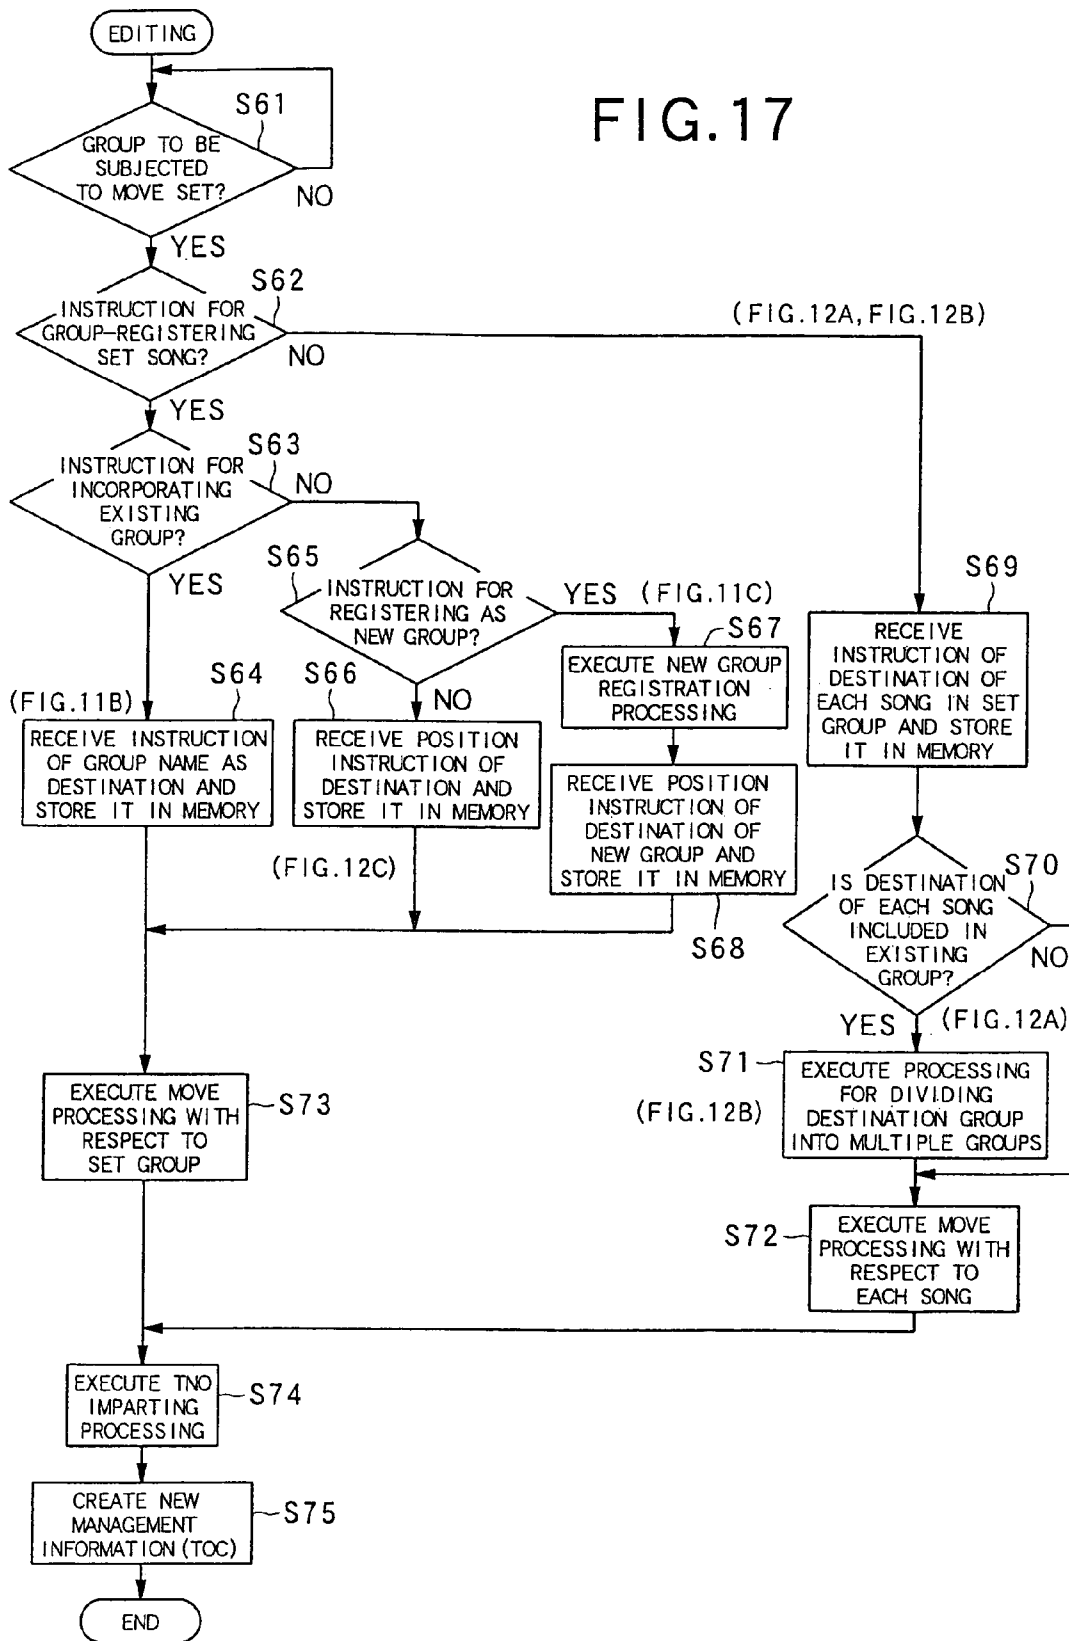 EDITING
FIG.17
S61
GROUP TO BE
SUBJECTED
TO MOVE SET?
NO
YES
S62
INSTRUCTION FOR
GROUP-REGISTERING
SET SONG?
NO
(FIG.12A, FIG.12B)
YES
S63
INSTRUCTION FOR
INCORPORATING
EXISTING
GROUP?
NO
YES
S65
INSTRUCTION FOR
REGISTERING AS
NEW GROUP?
YES
(FIG.11C)
NO
S67
EXECUTE NEW GROUP
REGISTRATION
PROCESSING
S69
RECEIVE
INSTRUCTION OF
DESTINATION OF
EACH SONG IN SET
GROUP AND STORE
IT IN MEMORY
(FIG.11B)
S64
RECEIVE INSTRUCTION
OF GROUP NAME AS
DESTINATION AND
STORE IT IN MEMORY
S66
RECEIVE POSITION
INSTRUCTION OF
DESTINATION AND
STORE IT IN MEMORY
(FIG.12C)
RECEIVE POSITION
INSTRUCTION OF
DESTINATION OF
NEW GROUP AND
STORE IT IN MEMORY
S68
S70
IS DESTINATION
OF EACH SONG
INCLUDED IN
EXISTING
GROUP?
NO
YES
(FIG.12A)
S71
(FIG.12B)
EXECUTE PROCESSING
FOR DIVIDING
DESTINATION GROUP
INTO MULTIPLE GROUPS
EXECUTE MOVE
PROCESSING WITH
RESPECT TO
SET GROUP
S73
S72
EXECUTE MOVE
PROCESSING WITH
RESPECT TO
EACH SONG
EXECUTE TNO
IMPARTING
PROCESSING
S74
CREATE NEW
MANAGEMENT
INFORMATION (TOC)
S75
END